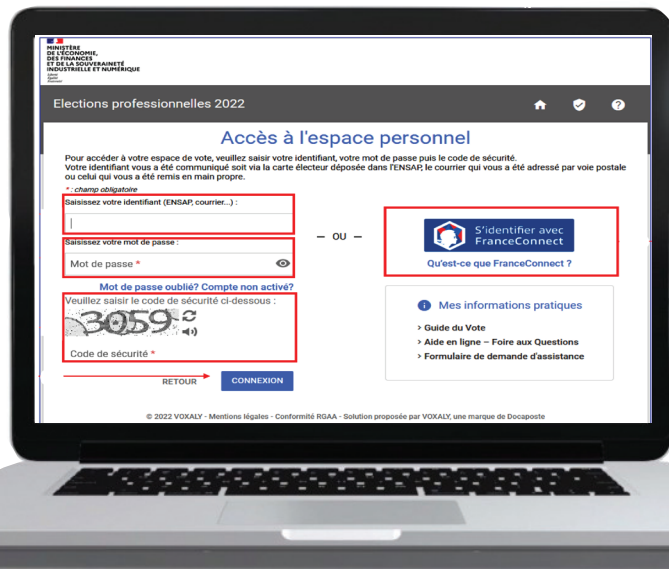 MINISTÈRE
DE L'ÉCONOMIE,
DES FINANCES
ET DE LA SOUVERAINETÉ
INDUSTRIELLE ET NUMÉRIQUE
Liberté
Égalité
Fraternité
Elections professionnelles 2022
Accès à l'espace personnel
Pour accéder à votre espace de vote, veuillez saisir votre identifiant, votre mot de passe puis le code de sécurité.
Votre identifiant vous a été communiqué soit via la carte électeur déposée dans l'ENSAP, le courrier qui vous a été adressé par voie postale
ou celui qui vous a été remis en main propre.
* : champ obligatoire
Saisissez votre identifiant (ENSAP, courrier...) :
Saisissez votre mot de passe :
Mot de passe *
Mot de passe oublié? Compte non activé?
Veuillez saisir le code de sécurité ci-dessous :
3059
Code de sécurité *
RETOUR
CONNEXION
– OU –
S'identifier avec
FranceConnect
Qu'est-ce que FranceConnect ?
Mes informations pratiques
> Guide du Vote
> Aide en ligne – Foire aux Questions
> Formulaire de demande d'assistance
© 2022 VOXALY - Mentions légales - Conformité RGAA - Solution proposée par VOXALY, une marque de Docaposte